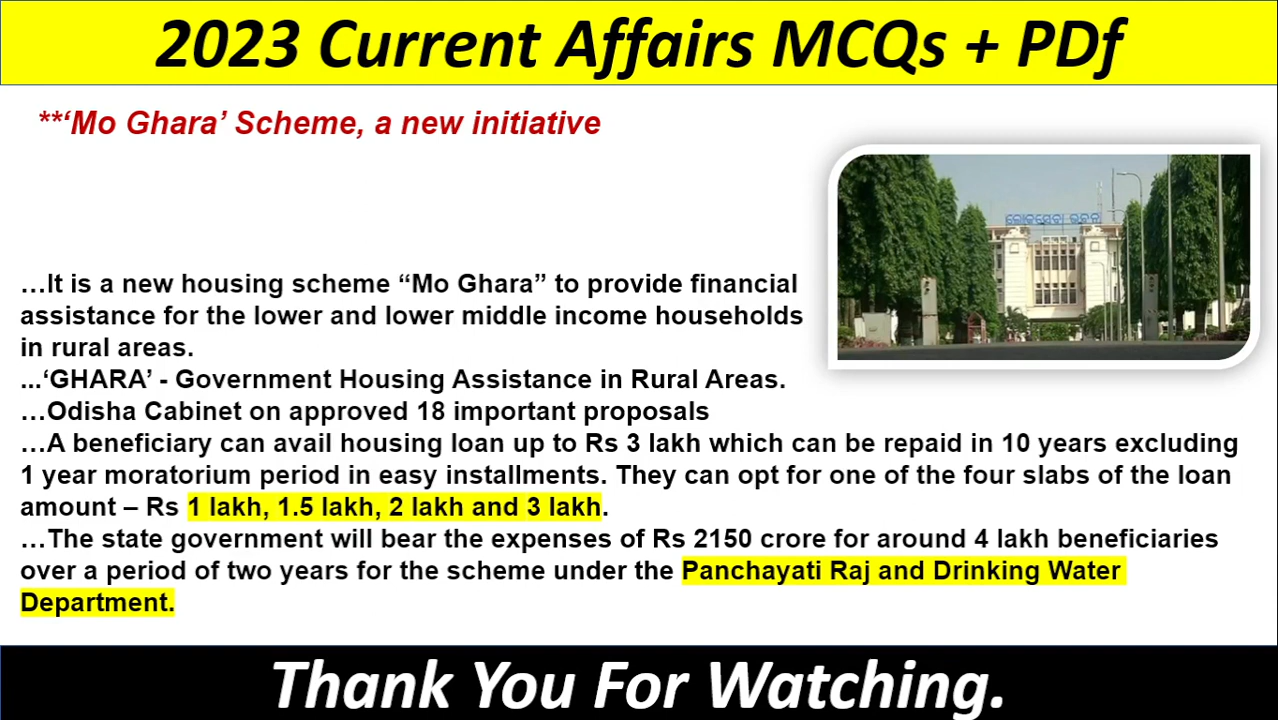 2023 Current Affairs MCQs + PDf
**‘Mo Ghara’ Scheme, a new initiative
ଲୋକସେବା ଭବନ
…It is a new housing scheme “Mo Ghara” to provide financial
assistance for the lower and lower middle income households
in rural areas.
...‘GHARA’ - Government Housing Assistance in Rural Areas.
…Odisha Cabinet on approved 18 important proposals
…A beneficiary can avail housing loan up to Rs 3 lakh which can be repaid in 10 years excluding
1 year moratorium period in easy installments. They can opt for one of the four slabs of the loan
amount – Rs 1 lakh, 1.5 lakh, 2 lakh and 3 lakh.
…The state government will bear the expenses of Rs 2150 crore for around 4 lakh beneficiaries
over a period of two years for the scheme under the Panchayati Raj and Drinking Water
Department.
Thank You For Watching.